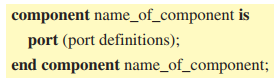 component name_of_component is
port (port definitions);
end component name_of_component;